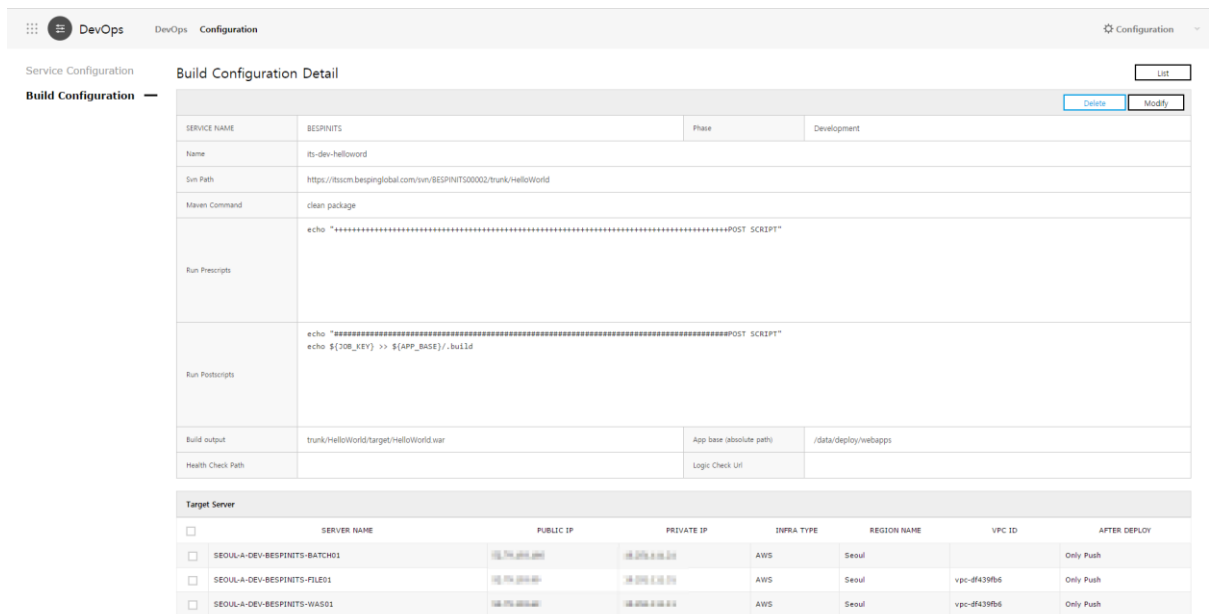 DevOps DevOps Configuration Configuration
Service Configuration
Build Configuration
Build Configuration Detail List
Delete Modify
SERVICE NAME BESPINITS Phase Development
Name its-dev-helloword
Svn Path https://itsscm.bespinglobal.com/svn/BESPINITS00002/trunk/HelloWorld
Maven Command clean package
Run Prescripts echo "++++++++++++++++++++++++++++++++++++++++++++++++++++++++++++++++++++++++++++++++++++++++POST SCRIPT"
Run Postscripts echo "########################################################################################POST SCRIPT"
echo ${JOB_KEY} >> ${APP_BASE}/.build
Build output trunk/HelloWorld/target/HelloWorld.war App base (absolute path) /data/deploy/webapps
Health Check Path Logic Check Url
Target Server
SERVER NAME PUBLIC IP PRIVATE IP INFRA TYPE REGION NAME VPC ID AFTER DEPLOY
SEOUL-A-DEV-BESPINITS-BATCH01 AWS Seoul Only Push
SEOUL-A-DEV-BESPINITS-FILE01 AWS Seoul vpc-df439fb6 Only Push
SEOUL-A-DEV-BESPINITS-WAS01 AWS Seoul vpc-df439fb6 Only Push